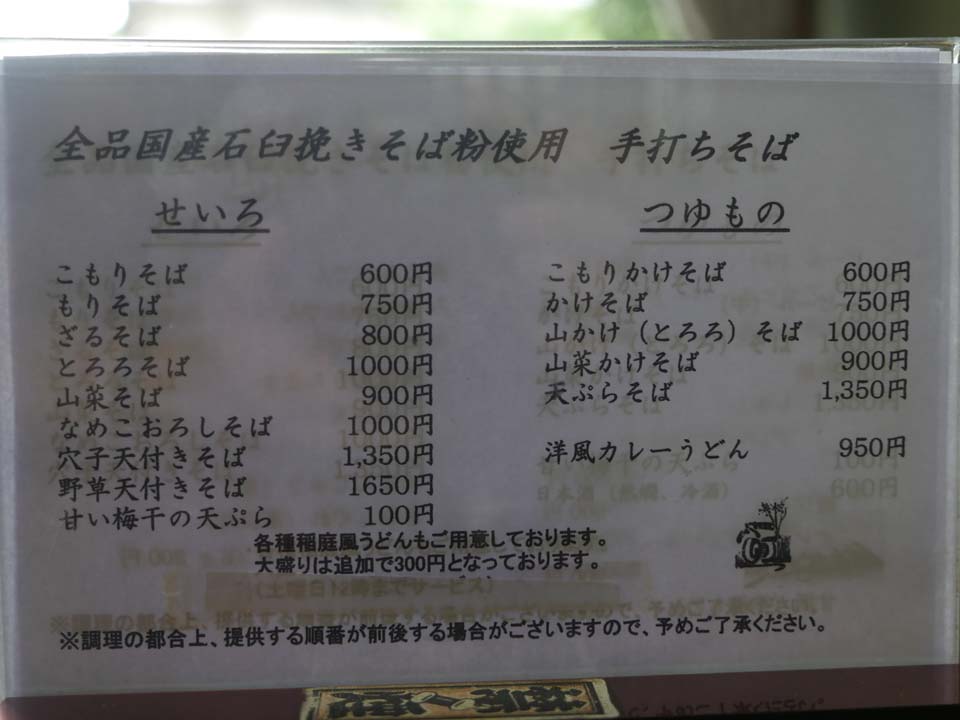 全品国産石臼挽きそば粉使用 手打ちそば
せいろ
こもりそば 600円
もりそば 750円
ざるそば 800円
とろろそば 1000円
山菜そば 900円
なめこおろしそば 1000円
穴子天付きそば 1,350円
野草天付きそば 1650円
甘い梅干の天ぷら 100円
つゆもの
こもりかけそば 600円
かけそば 750円
山かけ（とろろ）そば 1000円
山菜かけそば 900円
天ぷらそば 1,350円
洋風カレーうどん 950円
各種稲庭風うどんもご用意しております。
大盛りは追加で300円となっております。
※調理の都合上、提供する順番が前後する場合がございますので、予めご了承ください。